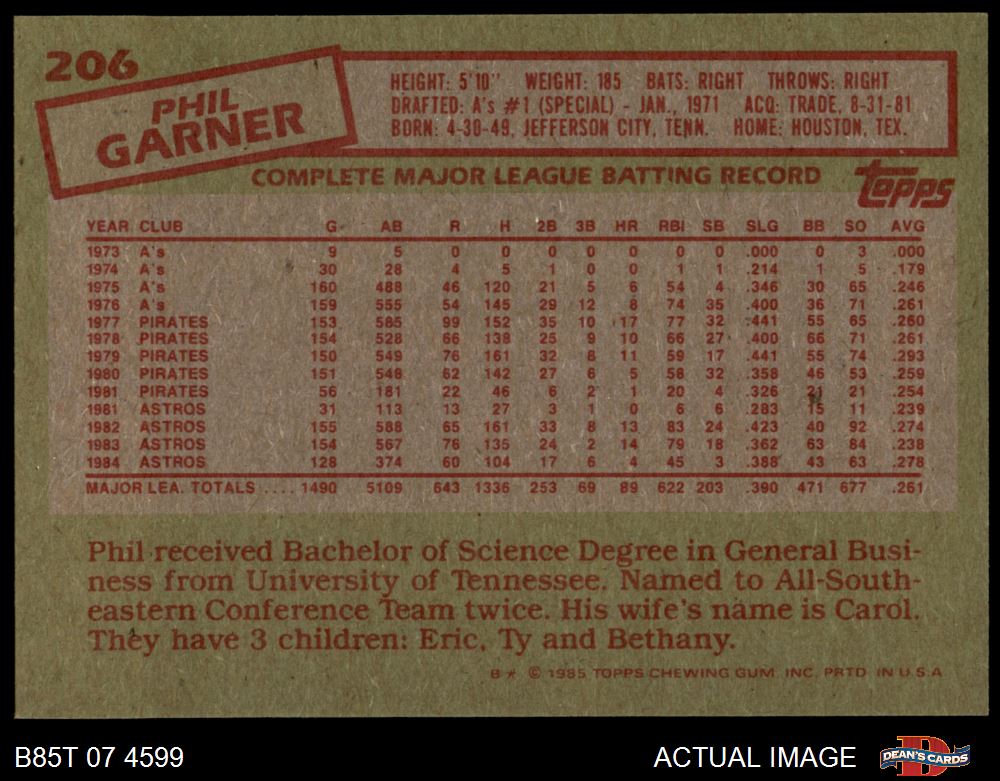 206
PHIL
GARNER
HEIGHT: 5'10" WEIGHT: 185 BATS: RIGHT THROWS: RIGHT
DRAFTED: A's #1 (SPECIAL) - JAN., 1971 ACQ: TRADE, 8-31-81
BORN: 4-30-49, JEFFERSON CITY, TENN. HOME: HOUSTON, TEX.
COMPLETE MAJOR LEAGUE BATTING RECORD
topps
YEAR CLUB G AB R H 2B 3B HR RBI SB SLG BB SO AVG
1973 A's 9 5 0 0 0 0 0 0 0 .000 0 3 .000
1974 A's 30 28 4 5 1 0 0 1 1 .214 1 5 .179
1975 A's 160 488 46 120 21 5 6 54 4 .346 30 65 .246
1976 A's 159 555 54 145 29 12 8 74 35 .400 36 71 .261
1977 PIRATES 153 585 99 152 35 10 17 77 32 .441 55 65 .260
1978 PIRATES 154 528 66 138 25 9 10 66 27 .400 66 71 .261
1979 PIRATES 150 549 76 161 32 8 11 59 17 .441 55 74 .293
1980 PIRATES 151 548 62 142 27 6 5 58 32 .358 46 53 .259
1981 PIRATES 56 181 22 46 6 2 1 20 4 .326 21 21 .254
1981 ASTROS 31 113 13 27 3 1 0 6 6 .283 15 11 .239
1982 ASTROS 155 588 65 161 33 8 13 83 24 .423 40 92 .274
1983 ASTROS 154 567 76 135 24 2 14 79 18 .362 63 84 .238
1984 ASTROS 128 374 60 104 17 6 4 45 3 .388 43 63 .278
MAJOR LEA. TOTALS .... 1490 5109 643 1336 253 69 89 622 203 .390 471 677 .261
Phil received Bachelor of Science Degree in General Busi-
ness from University of Tennessee. Named to All-South-
eastern Conference Team twice. His wife's name is Carol.
They have 3 children: Eric, Ty and Bethany.
B* © 1985 TOPPS CHEWING GUM, INC. PRTD. IN U.S.A
B85T 07 4599
ACTUAL IMAGE
DEAN'S CARDS